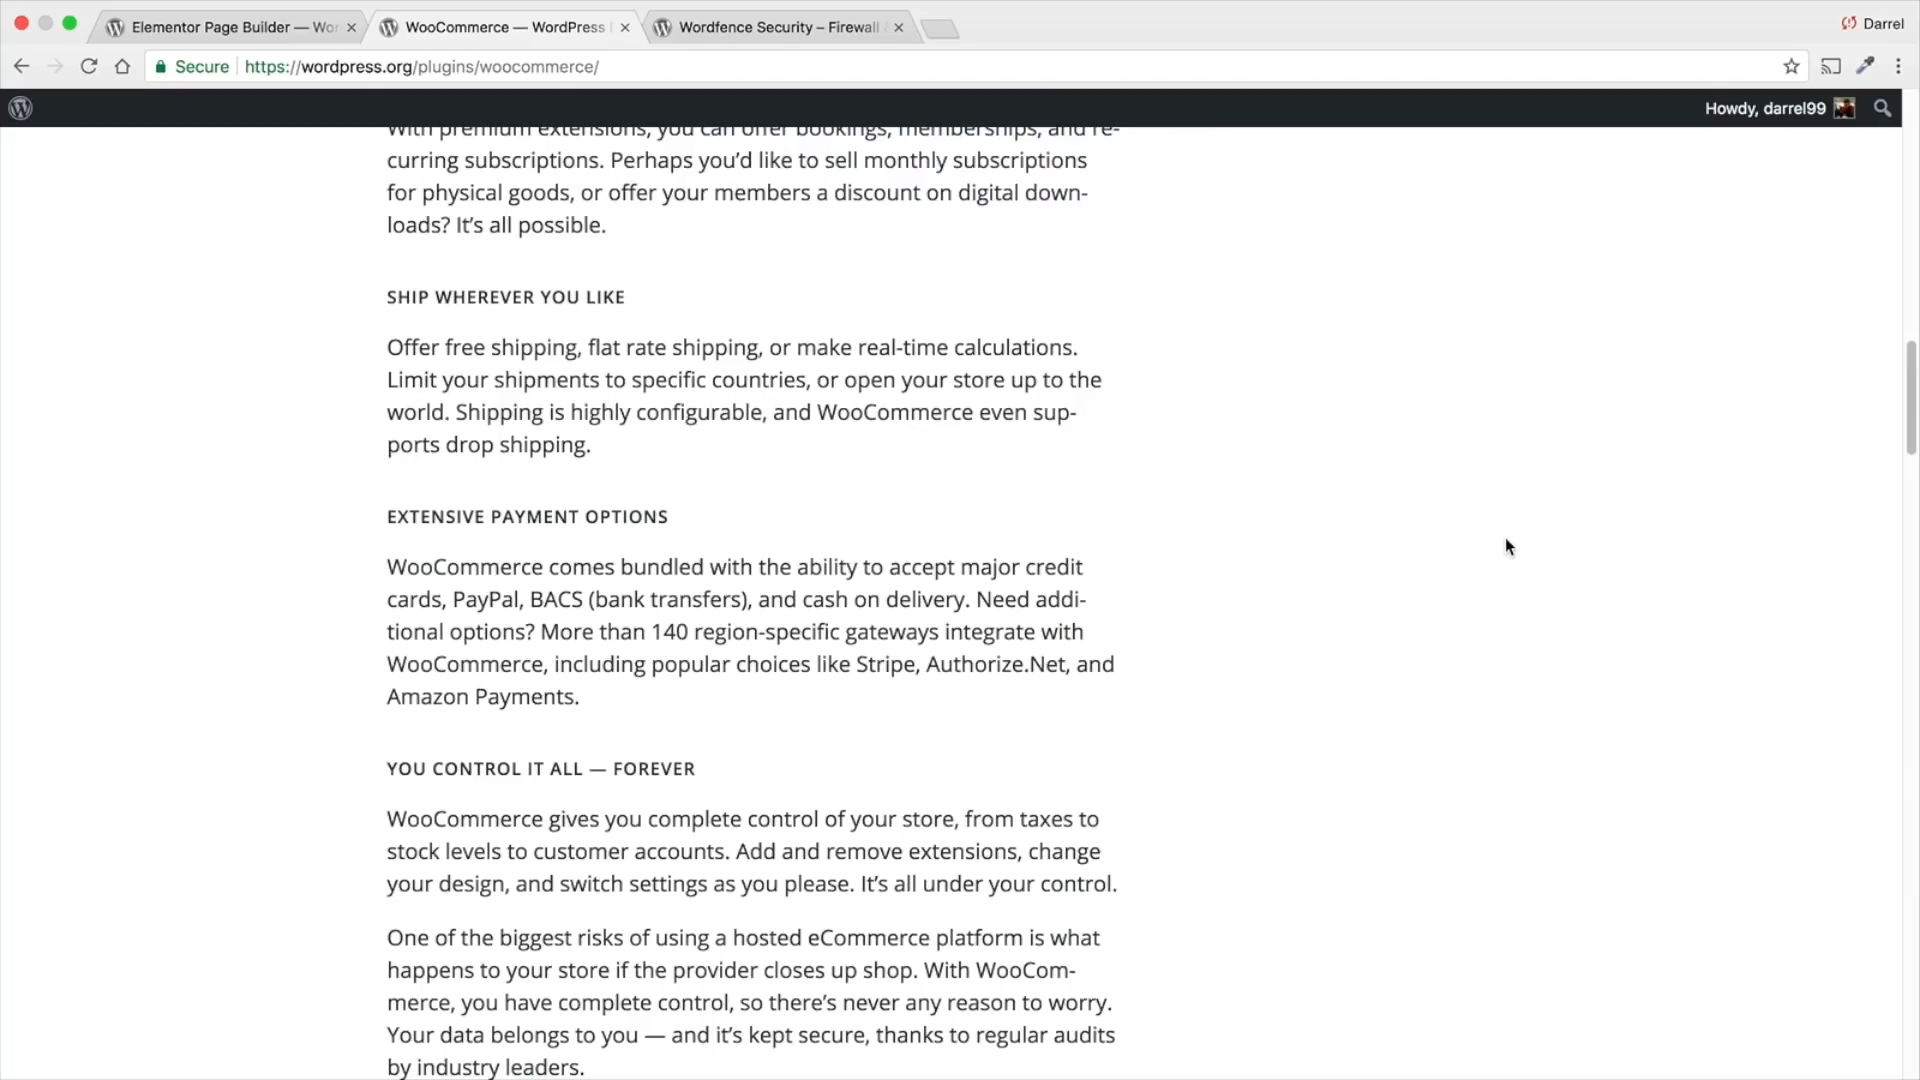 Elementor Page Builder — Wor
WooCommerce — WordPress
Wordfence Security – Firewall
Darrel
Secure
https://wordpress.org/plugins/woocommerce/
Howdy, darrel99
With premium extensions, you can offer bookings, memberships, and re-
curring subscriptions. Perhaps you’d like to sell monthly subscriptions
for physical goods, or offer your members a discount on digital down-
loads? It’s all possible.
SHIP WHEREVER YOU LIKE
Offer free shipping, flat rate shipping, or make real-time calculations.
Limit your shipments to specific countries, or open your store up to the
world. Shipping is highly configurable, and WooCommerce even sup-
ports drop shipping.
EXTENSIVE PAYMENT OPTIONS
WooCommerce comes bundled with the ability to accept major credit
cards, PayPal, BACS (bank transfers), and cash on delivery. Need addi-
tional options? More than 140 region-specific gateways integrate with
WooCommerce, including popular choices like Stripe, Authorize.Net, and
Amazon Payments.
YOU CONTROL IT ALL — FOREVER
WooCommerce gives you complete control of your store, from taxes to
stock levels to customer accounts. Add and remove extensions, change
your design, and switch settings as you please. It’s all under your control.
One of the biggest risks of using a hosted eCommerce platform is what
happens to your store if the provider closes up shop. With WooCom-
merce, you have complete control, so there’s never any reason to worry.
Your data belongs to you — and it’s kept secure, thanks to regular audits
by industry leaders.